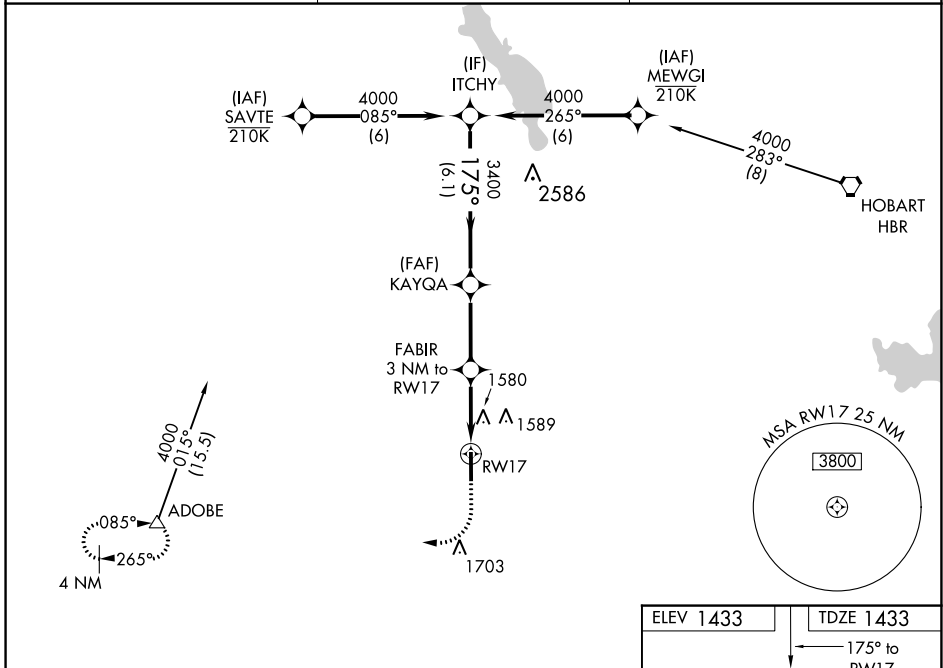 (IF)
ITCHY
(IAF)
SAVTE
210K
4000
085°
(6)
4000
265°
(6)
(IAF)
MEWGI
210K
4000
283°
(8)
HOBART
HBR
3400
175°
(6.1)
2586
(FAF)
KAYQA
FABIR
3 NM to
RW17
1580
1589
RW17
MSA RW17 25 NM
3800
4000
015°
(15.5)
ADOBE
085°
265°
4 NM
1703
ELEV 1433
TDZE 1433
175° to
RW17